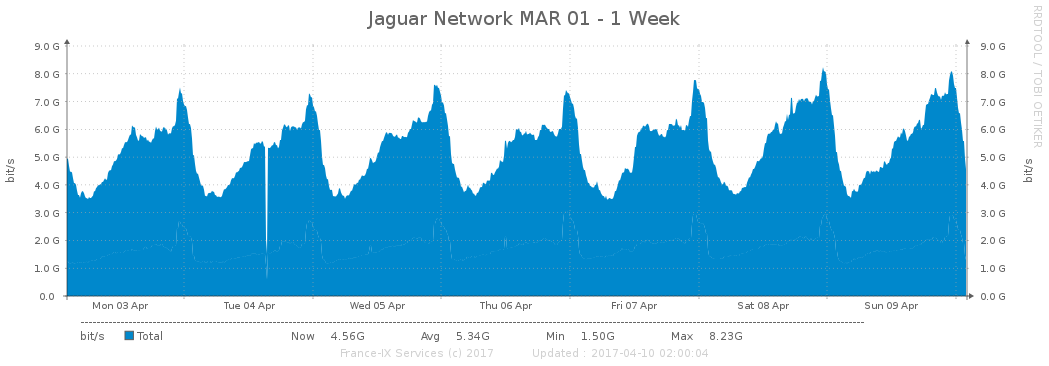 Jaguar Network MAR 01 - 1 Week
RRDTOOL / TOBI OETIKER
bit/s
9.0 G 9.0 G
8.0 G 8.0 G
7.0 G 7.0 G
6.0 G 6.0 G
5.0 G 5.0 G
4.0 G 4.0 G
3.0 G 3.0 G
2.0 G 2.0 G
1.0 G 1.0 G
0.0 0.0 G
bit/s
Mon 03 Apr Tue 04 Apr Wed 05 Apr Thu 06 Apr Fri 07 Apr Sat 08 Apr Sun 09 Apr
bit/s Total Now 4.56G Avg 5.34G Min 1.50G Max 8.23G
France-IX Services (c) 2017 Updated : 2017-04-10 02:00:04